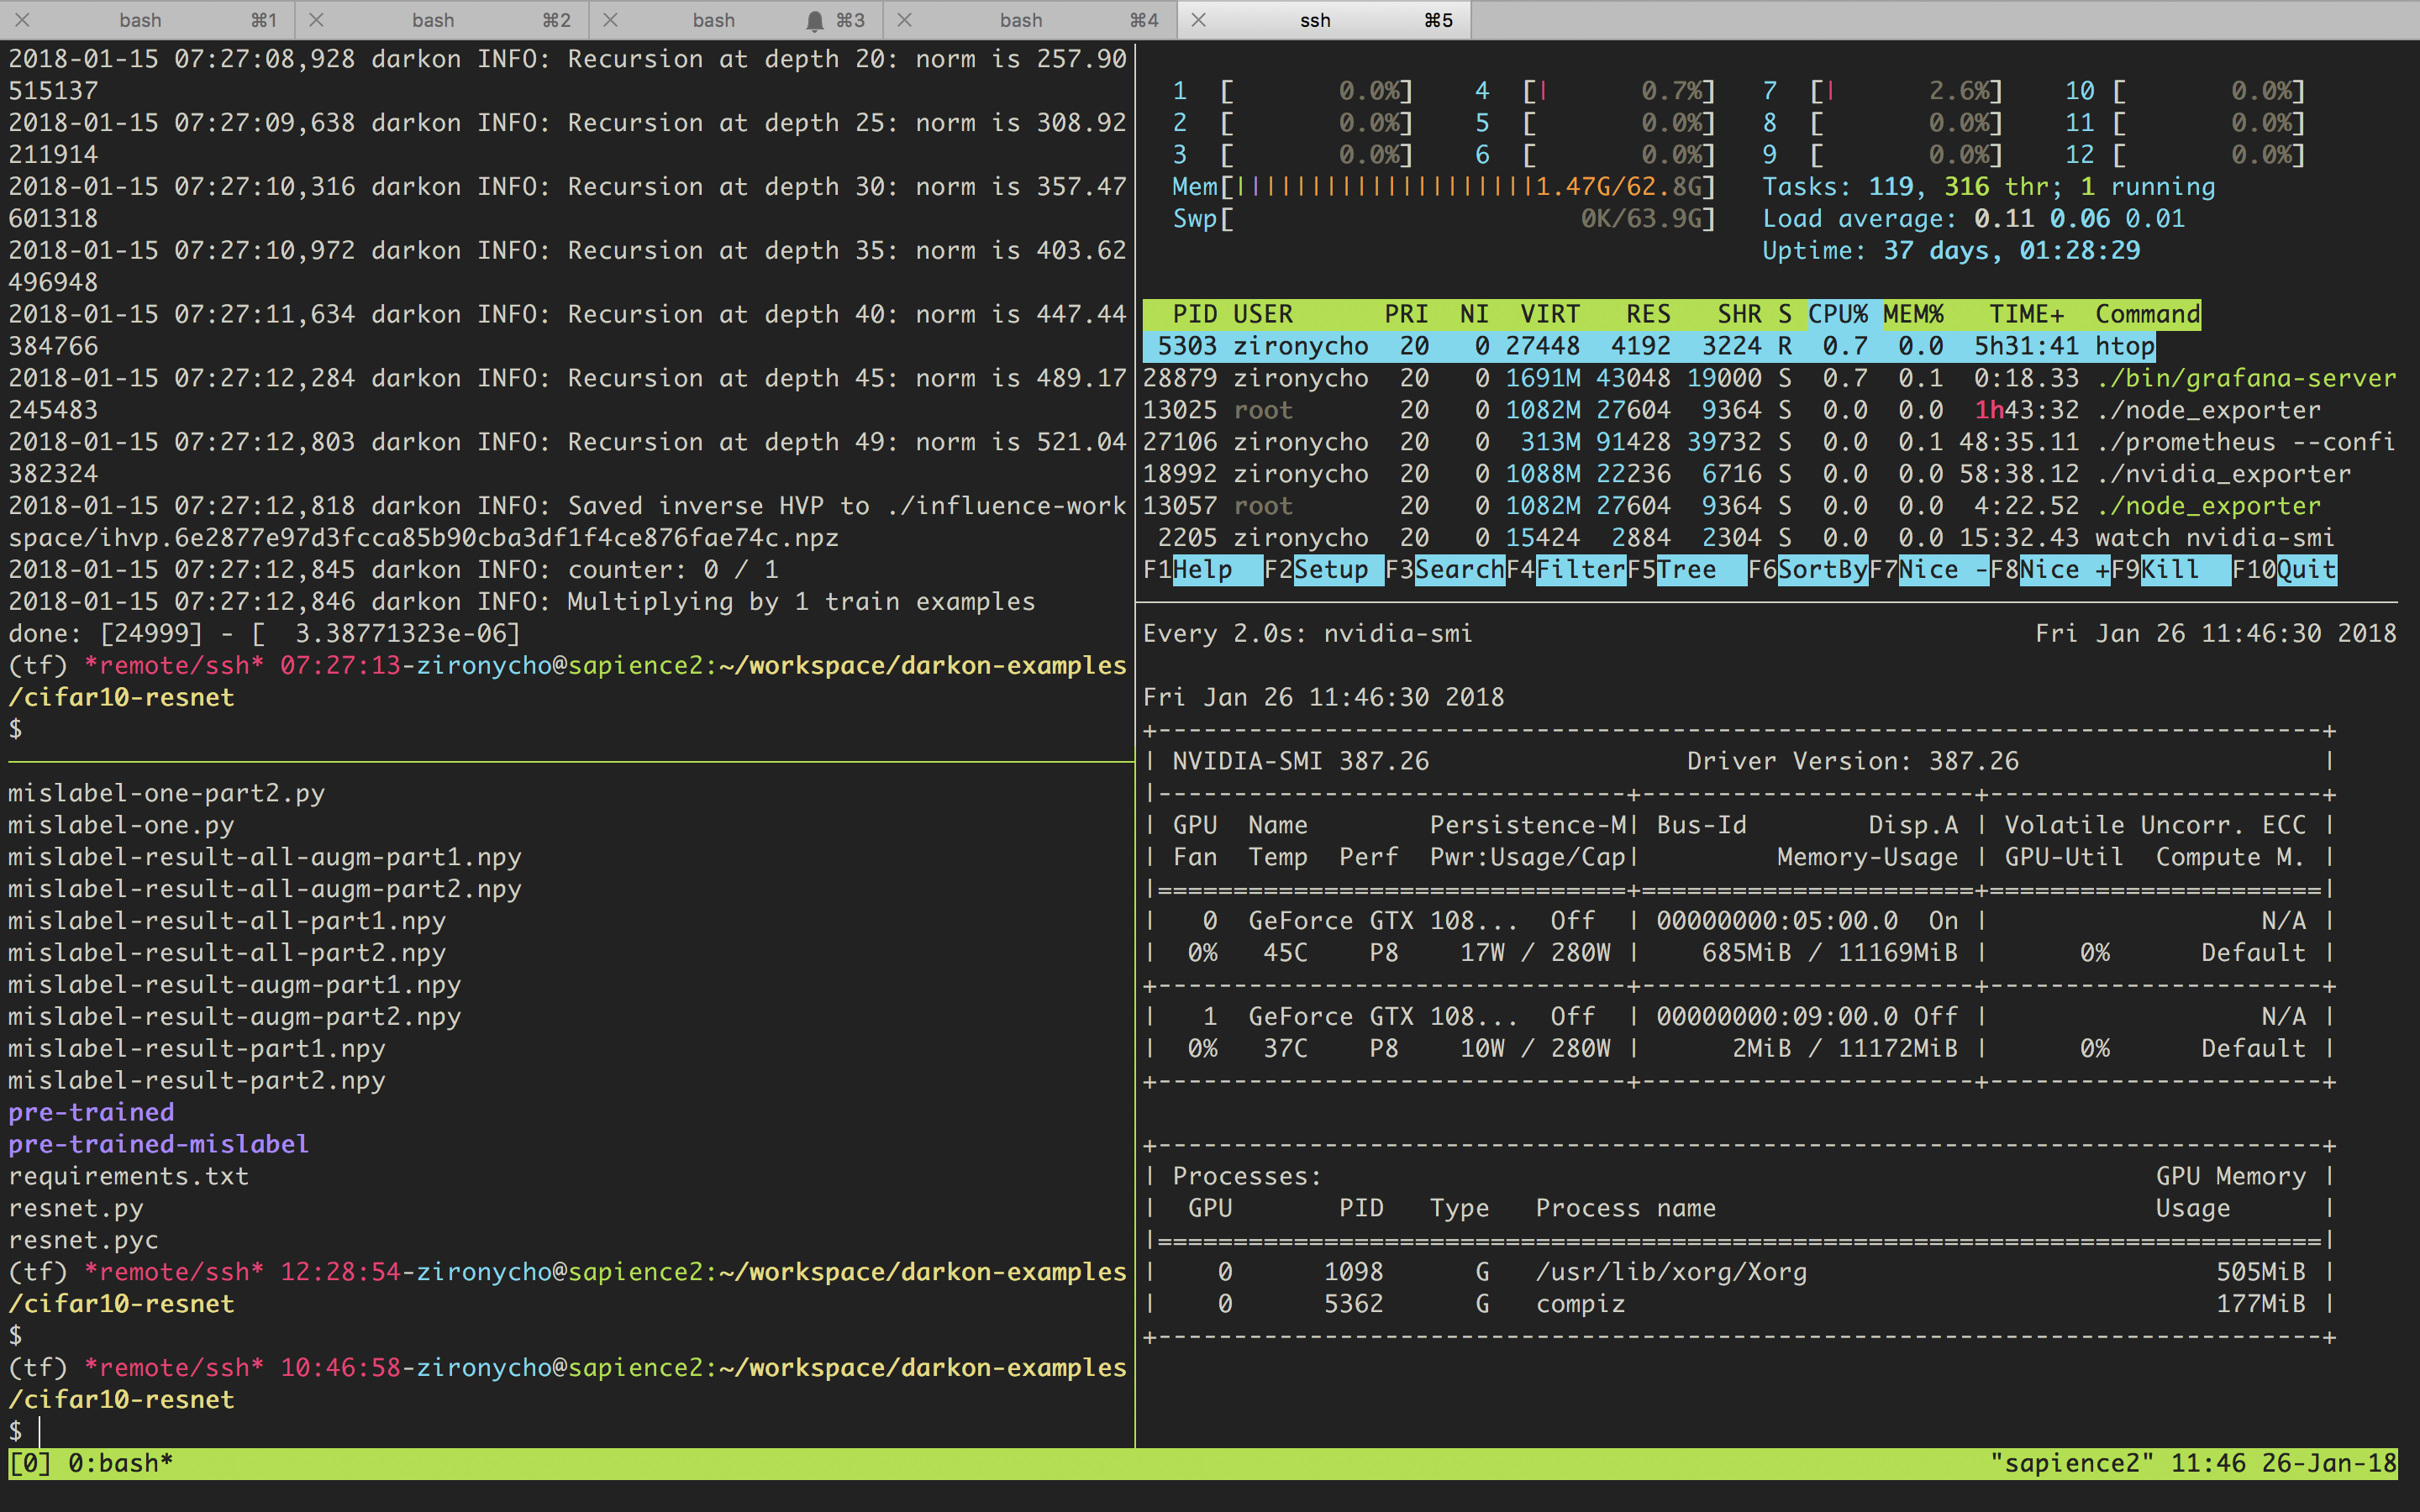 bash ⌘1 bash ⌘2 bash ⌘3 bash ⌘4 ssh ⌘5
2018-01-15 07:27:08,928 darkon INFO: Recursion at depth 20: norm is 257.90
515137
2018-01-15 07:27:09,638 darkon INFO: Recursion at depth 25: norm is 308.92
211914
2018-01-15 07:27:10,316 darkon INFO: Recursion at depth 30: norm is 357.47
601318
2018-01-15 07:27:10,972 darkon INFO: Recursion at depth 35: norm is 403.62
496948
2018-01-15 07:27:11,634 darkon INFO: Recursion at depth 40: norm is 447.44
384766
2018-01-15 07:27:12,284 darkon INFO: Recursion at depth 45: norm is 489.17
245483
2018-01-15 07:27:12,803 darkon INFO: Recursion at depth 49: norm is 521.04
382324
2018-01-15 07:27:12,818 darkon INFO: Saved inverse HVP to ./influence-work
space/ihvp.6e2877e97d3fcca85b90cba3df1f4ce876fae74c.npz
2018-01-15 07:27:12,845 darkon INFO: counter: 0 / 1
2018-01-15 07:27:12,846 darkon INFO: Multiplying by 1 train examples
done: [24999] - [  3.38771323e-06]
(tf) *remote/ssh* 07:27:13-zironycho@sapience2:~/workspace/darkon-examples
/cifar10-resnet
$
mislabel-one-part2.py
mislabel-one.py
mislabel-result-all-augm-part1.npy
mislabel-result-all-augm-part2.npy
mislabel-result-all-part1.npy
mislabel-result-all-part2.npy
mislabel-result-augm-part1.npy
mislabel-result-augm-part2.npy
mislabel-result-part1.npy
mislabel-result-part2.npy
pre-trained
pre-trained-mislabel
requirements.txt
resnet.py
resnet.pyc
(tf) *remote/ssh* 12:28:54-zironycho@sapience2:~/workspace/darkon-examples
/cifar10-resnet
$
(tf) *remote/ssh* 10:46:58-zironycho@sapience2:~/workspace/darkon-examples
/cifar10-resnet
$
1 [ 0.0%] 4 [| 0.7%] 7 [| 2.6%] 10 [ 0.0%]
2 [ 0.0%] 5 [ 0.0%] 8 [ 0.0%] 11 [ 0.0%]
3 [ 0.0%] 6 [ 0.0%] 9 [ 0.0%] 12 [ 0.0%]
Mem[||||||||||||||||||||1.47G/62.8G] Tasks: 119, 316 thr; 1 running
Swp[ 0K/63.9G] Load average: 0.11 0.06 0.01
Uptime: 37 days, 01:28:29
PID USER PRI NI VIRT RES SHR S CPU% MEM% TIME+ Command
5303 zironycho 20 0 27448 4192 3224 R 0.7 0.0 5h31:41 htop
28879 zironycho 20 0 1691M 43048 19000 S 0.7 0.1 0:18.33 ./bin/grafana-server
13025 root 20 0 1082M 27604 9364 S 0.0 0.0 1h43:32 ./node_exporter
27106 zironycho 20 0 313M 91428 39732 S 0.0 0.1 48:35.11 ./prometheus --confi
18992 zironycho 20 0 1088M 22236 6716 S 0.0 0.0 58:38.12 ./nvidia_exporter
13057 root 20 0 1082M 27604 9364 S 0.0 0.0 4:22.52 ./node_exporter
2205 zironycho 20 0 15424 2884 2304 S 0.0 0.0 15:32.43 watch nvidia-smi
F1Help F2Setup F3SearchF4FilterF5Tree F6SortByF7Nice -F8Nice +F9Kill F10Quit
Every 2.0s: nvidia-smi Fri Jan 26 11:46:30 2018
Fri Jan 26 11:46:30 2018
+-----------------------------------------------------------------------------+
| NVIDIA-SMI 387.26                 Driver Version: 387.26                    |
|-------------------------------+----------------------+----------------------+
| GPU  Name        Persistence-M| Bus-Id        Disp.A | Volatile Uncorr. ECC |
| Fan  Temp  Perf  Pwr:Usage/Cap|         Memory-Usage | GPU-Util  Compute M. |
|===============================+======================+======================|
|   0  GeForce GTX 108...  Off  | 00000000:05:00.0  On |                  N/A |
|  0%   45C    P8    17W / 280W |    685MiB / 11169MiB |      0%      Default |
+-------------------------------+----------------------+----------------------+
|   1  GeForce GTX 108...  Off  | 00000000:09:00.0 Off |                  N/A |
|  0%   37C    P8    10W / 280W |      2MiB / 11172MiB |      0%      Default |
+-------------------------------+----------------------+----------------------+
+-----------------------------------------------------------------------------+
| Processes:                                                       GPU Memory |
|  GPU       PID   Type   Process name                             Usage      |
|=============================================================================|
|    0      1098      G   /usr/lib/xorg/Xorg                           505MiB |
|    0      5362      G   compiz                                       177MiB |
+-----------------------------------------------------------------------------+
[0] 0:bash* "sapience2" 11:46 26-Jan-18